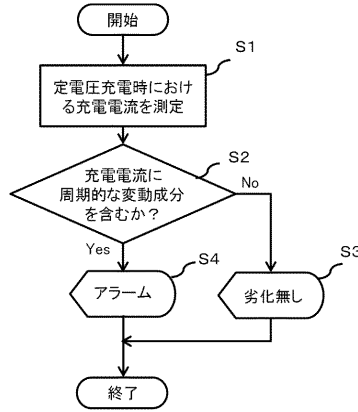 開始
S1
定電圧充電時におけ
る充電電流を測定
S2
充電電流に
周期的な変動成分
を含むか？
No
Yes
S4
アラーム
S3
劣化無し
終了